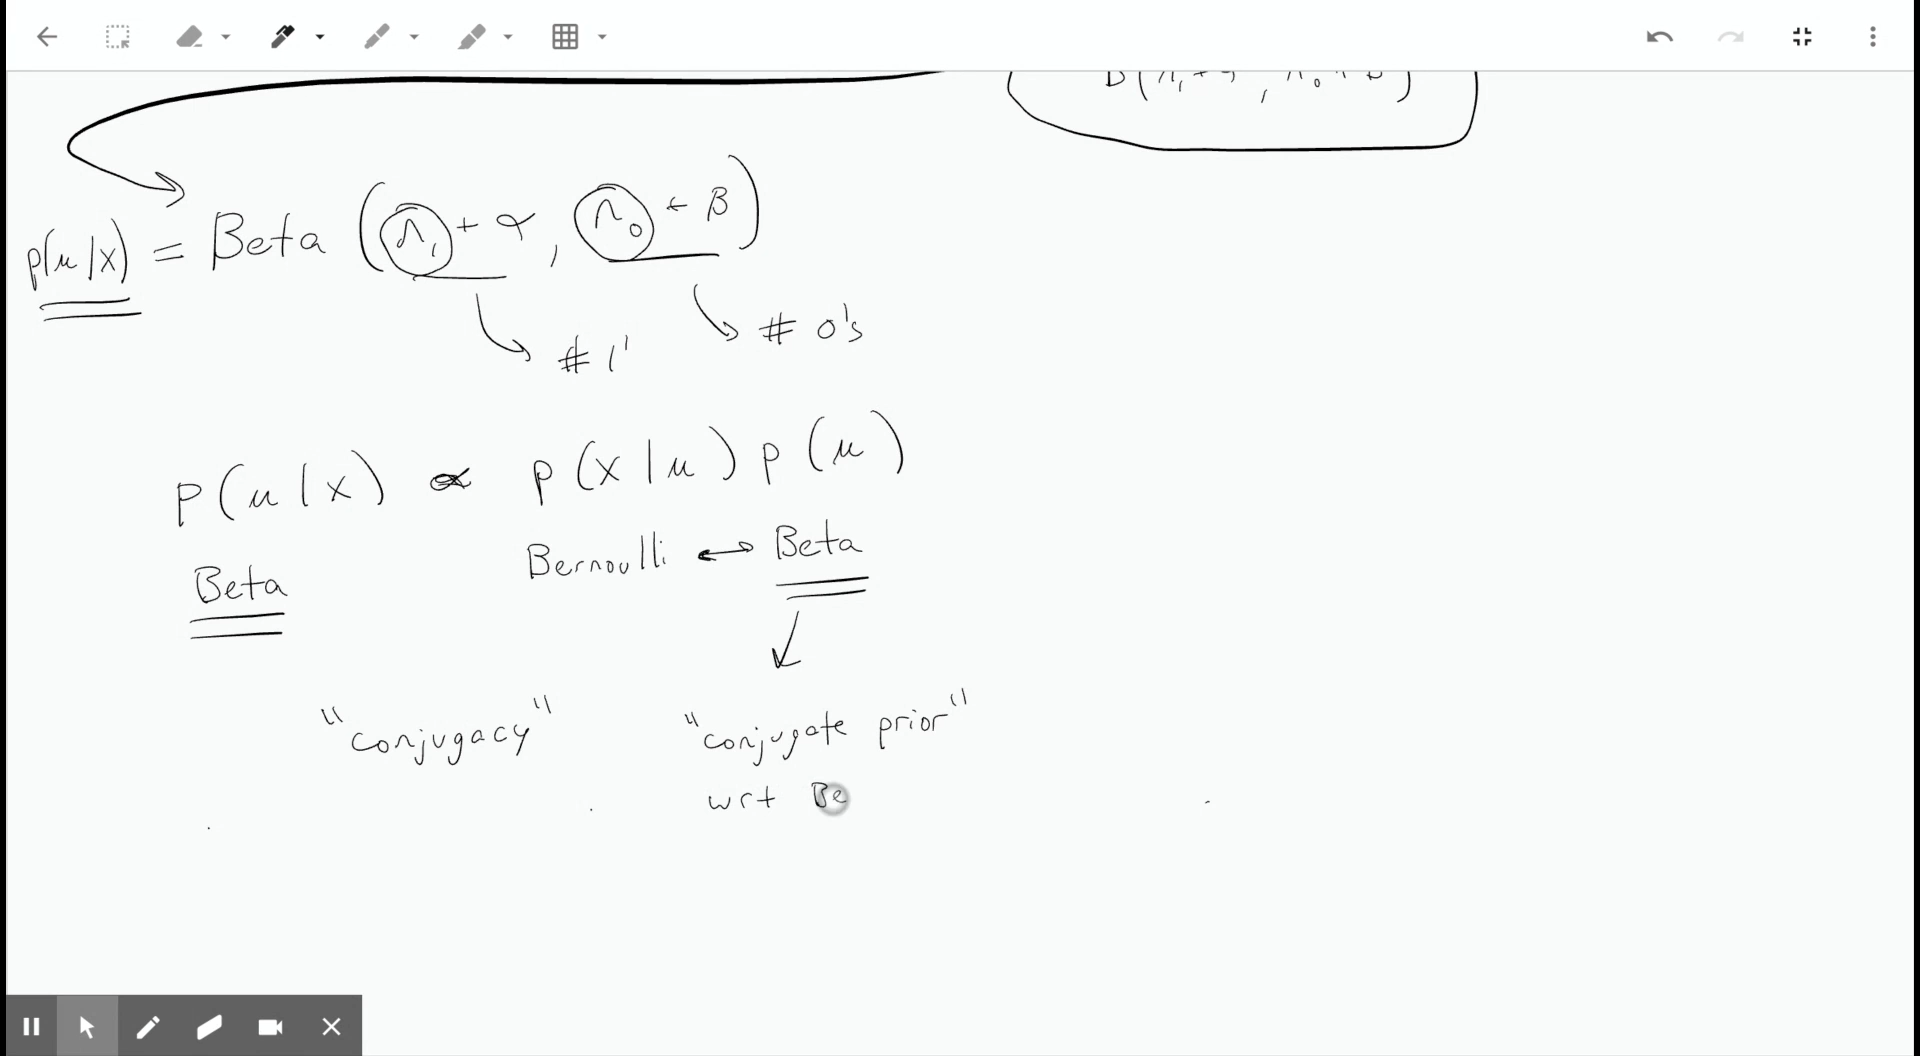 p(μ|x) = Beta (n₁ + α, n₀ + β)
# 1' # 0's
p(μ|x) ∝ p(x|μ) p(μ)
Beta Bernoulli ↔ Beta
"conjugacy" "conjugate prior"
wrt Be